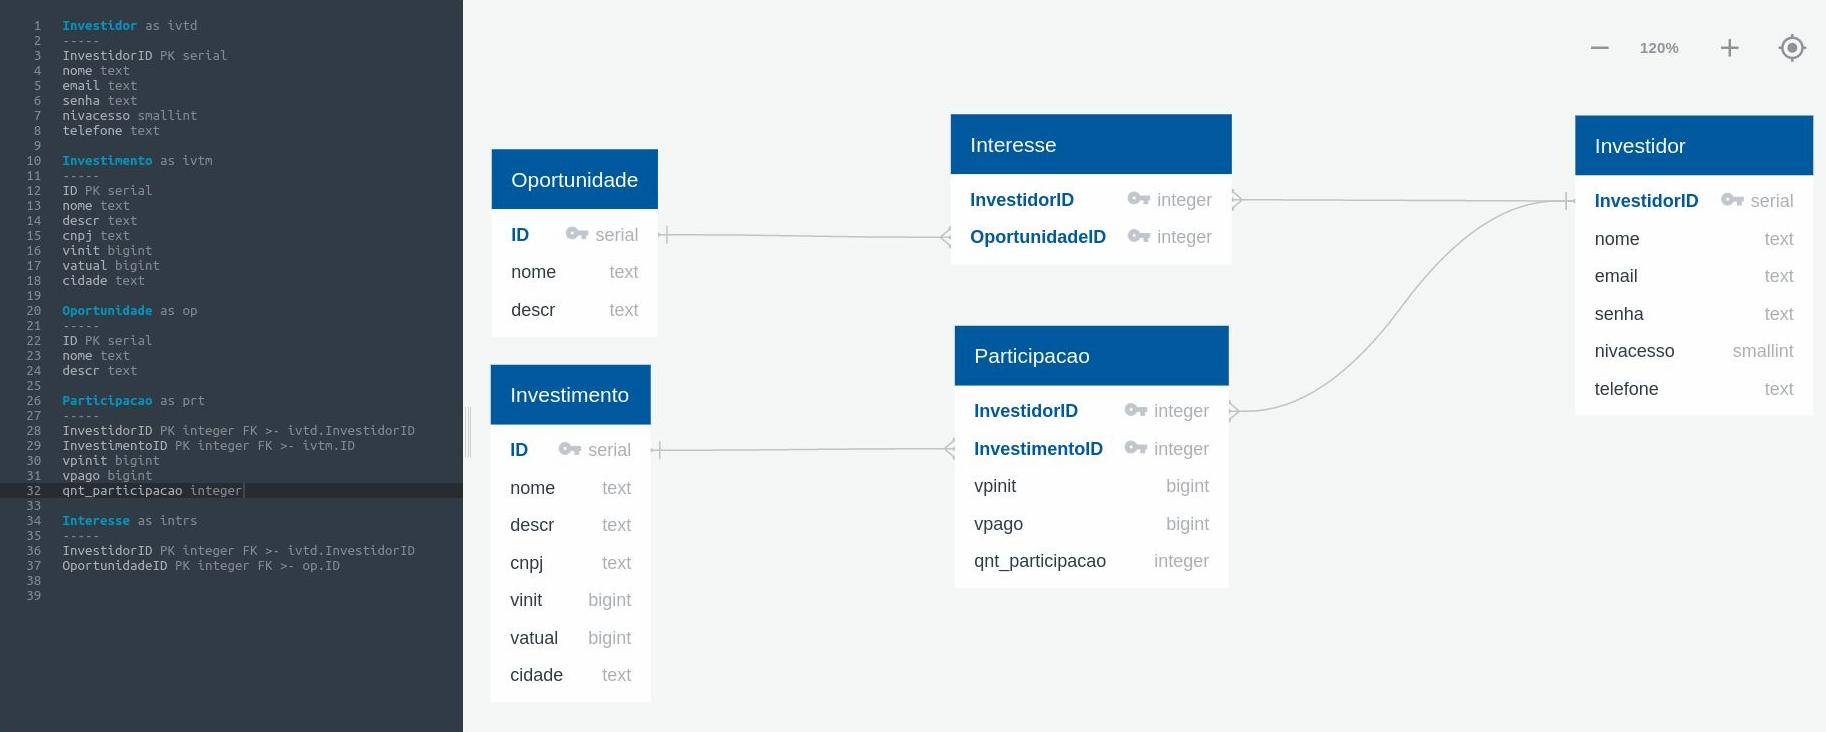 1 Investidor as ivtd
2 -----
3 InvestidorID PK serial
4 nome text
5 email text
6 senha text
7 nivacesso smallint
8 telefone text
9
10 Investimento as ivtm
11 -----
12 ID PK serial
13 nome text
14 descr text
15 cnpj text
16 vinit bigint
17 vatual bigint
18 cidade text
19
20 Oportunidade as op
21 -----
22 ID PK serial
23 nome text
24 descr text
25
26 Participacao as prt
27 -----
28 InvestidorID PK integer FK >- ivtd.InvestidorID
29 InvestimentoID PK integer FK >- ivtm.ID
30 vpinit bigint
31 vpago bigint
32 qnt_participacao integer
33
34 Interesse as intrs
35 -----
36 InvestidorID PK integer FK >- ivtd.InvestidorID
37 OportunidadeID PK integer FK >- op.ID
38
39
120%
Oportunidade
ID serial
nome text
descr text
Investimento
ID serial
nome text
descr text
cnpj text
vinit bigint
vatual bigint
cidade text
Interesse
InvestidorID integer
OportunidadeID integer
Participacao
InvestidorID integer
InvestimentoID integer
vpinit bigint
vpago bigint
qnt_participacao integer
Investidor
InvestidorID serial
nome text
email text
senha text
nivacesso smallint
telefone text